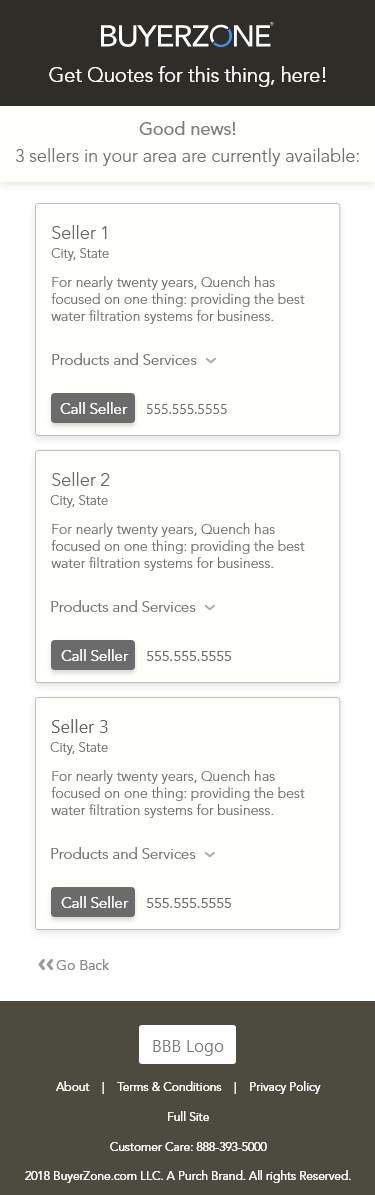 BUYERZONE®
Get Quotes for this thing, here!
Good news!
3 sellers in your area are currently available:
Seller 1
City, State
For nearly twenty years, Quench has
focused on one thing: providing the best
water filtration systems for business.
Products and Services
Call Seller 555.555.5555
Seller 2
City, State
For nearly twenty years, Quench has
focused on one thing: providing the best
water filtration systems for business.
Products and Services
Call Seller 555.555.5555
Seller 3
City, State
For nearly twenty years, Quench has
focused on one thing: providing the best
water filtration systems for business.
Products and Services
Call Seller 555.555.5555
Go Back
BBB Logo
About | Terms & Conditions | Privacy Policy
Full Site
Customer Care: 888-393-5000
2018 BuyerZone.com LLC. A Purch Brand. All rights Reserved.